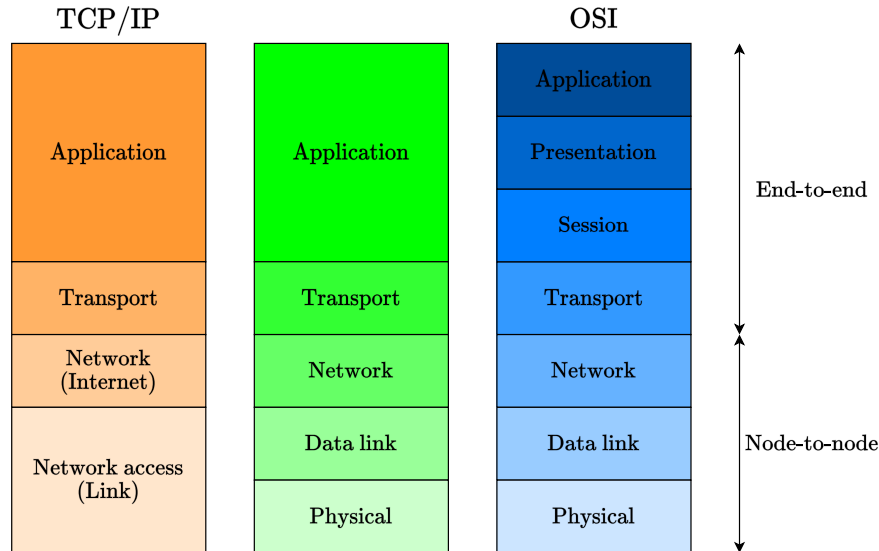 TCP/IP
OSI
Application
Transport
Network
(Internet)
Network access
(Link)
Application
Transport
Network
Data link
Physical
Application
Presentation
Session
Transport
Network
Data link
Physical
End-to-end
Node-to-node